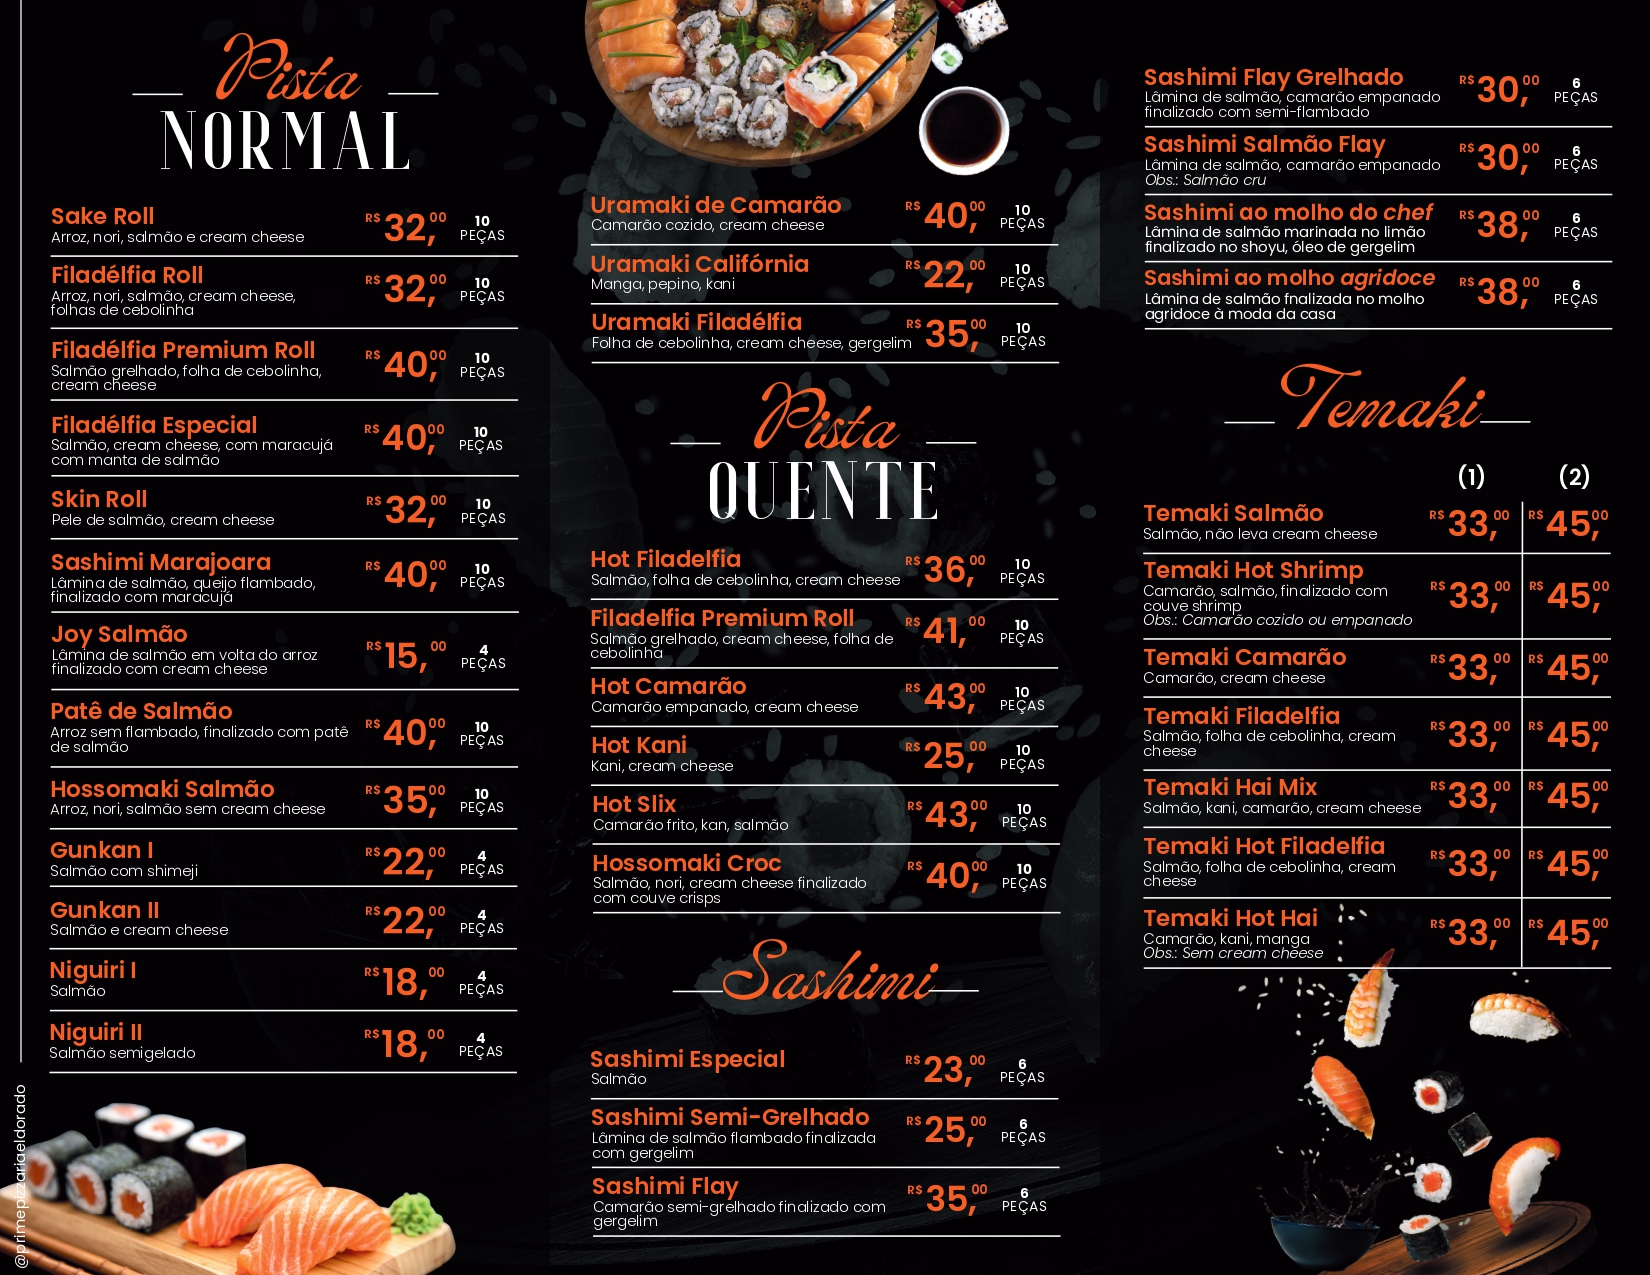 Pista
NORMAL
Sake Roll
Arroz, nori, salmão e cream cheese
R$ 32,00
10
PEÇAS
Filadélfia Roll
Arroz, nori, salmão, cream cheese,
folhas de cebolinha
R$ 32,00
10
PEÇAS
Filadélfia Premium Roll
Salmão grelhado, folha de cebolinha,
cream cheese
R$ 40,00
10
PEÇAS
Filadélfia Especial
Salmão, cream cheese, com maracujá
com manta de salmão
R$ 40,00
10
PEÇAS
Skin Roll
Pele de salmão, cream cheese
R$ 32,00
10
PEÇAS
Sashimi Marajoara
Lâmina de salmão, queijo flambado,
finalizado com maracujá
R$ 40,00
10
PEÇAS
Joy Salmão
Lâmina de salmão em volta do arroz
finalizado com cream cheese
R$ 15,00
4
PEÇAS
Patê de Salmão
Arroz sem flambado, finalizado com patê
de salmão
R$ 40,00
10
PEÇAS
Hossomaki Salmão
Arroz, nori, salmão sem cream cheese
R$ 35,00
10
PEÇAS
Gunkan I
Salmão com shimeji
R$ 22,00
4
PEÇAS
Gunkan II
Salmão e cream cheese
R$ 22,00
4
PEÇAS
Niguiri I
Salmão
R$ 18,00
4
PEÇAS
Niguiri II
Salmão semigelado
R$ 18,00
4
PEÇAS
@primepizzariaeldorado
Uramaki de Camarão
Camarão cozido, cream cheese
R$ 40,00
10
PEÇAS
Uramaki Califórnia
Manga, pepino, kani
R$ 22,00
10
PEÇAS
Uramaki Filadélfia
Folha de cebolinha, cream cheese, gergelim
R$ 35,00
10
PEÇAS
Pista
QUENTE
Hot Filadelfia
Salmão, folha de cebolinha, cream cheese
R$ 36,00
10
PEÇAS
Filadelfia Premium Roll
Salmão grelhado, cream cheese, folha de
cebolinha
R$ 41,00
10
PEÇAS
Hot Camarão
Camarão empanado, cream cheese
R$ 43,00
10
PEÇAS
Hot Kani
Kani, cream cheese
R$ 25,00
10
PEÇAS
Hot Slix
Camarão frito, kan, salmão
R$ 43,00
10
PEÇAS
Hossomaki Croc
Salmão, nori, cream cheese finalizado
com couve crisps
R$ 40,00
10
PEÇAS
Sashimi
Sashimi Especial
Salmão
R$ 23,00
6
PEÇAS
Sashimi Semi-Grelhado
Lâmina de salmão flambado finalizada
com gergelim
R$ 25,00
6
PEÇAS
Sashimi Flay
Camarão semi-grelhado finalizado com
gergelim
R$ 35,00
6
PEÇAS
Sashimi Flay Grelhado
Lâmina de salmão, camarão empanado
finalizado com semi-flambado
R$ 30,00
6
PEÇAS
Sashimi Salmão Flay
Lâmina de salmão, camarão empanado
Obs.: Salmão cru
R$ 30,00
6
PEÇAS
Sashimi ao molho do chef
Lâmina de salmão marinada no limão
finalizado no shoyu, óleo de gergelim
R$ 38,00
6
PEÇAS
Sashimi ao molho agridoce
Lâmina de salmão fnalizada no molho
agridoce à moda da casa
R$ 38,00
6
PEÇAS
Temaki
(1) (2)
Temaki Salmão
Salmão, não leva cream cheese
R$ 33,00 R$ 45,00
Temaki Hot Shrimp
Camarão, salmão, finalizado com
couve shrimp
Obs.: Camarão cozido ou empanado
R$ 33,00 R$ 45,00
Temaki Camarão
Camarão, cream cheese
R$ 33,00 R$ 45,00
Temaki Filadelfia
Salmão, folha de cebolinha, cream
cheese
R$ 33,00 R$ 45,00
Temaki Hai Mix
Salmão, kani, camarão, cream cheese
R$ 33,00 R$ 45,00
Temaki Hot Filadelfia
Salmão, folha de cebolinha, cream
cheese
R$ 33,00 R$ 45,00
Temaki Hot Hai
Camarão, kani, manga
Obs.: Sem cream cheese
R$ 33,00 R$ 45,00